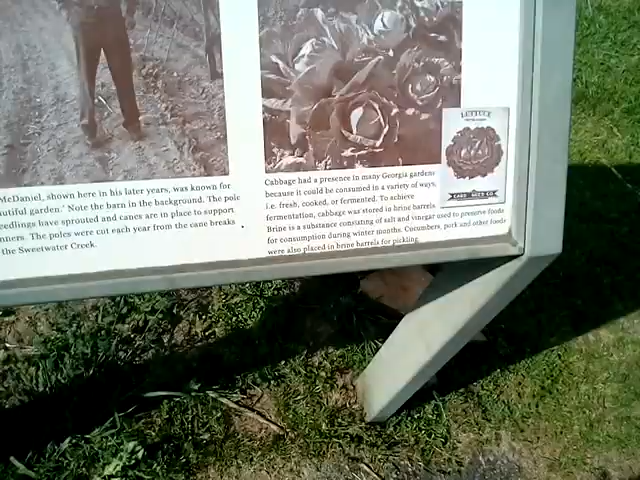 McDaniel, shown here in his later years, was known for
utiful garden." Note the barn in the background. The pole
eedlings have sprouted and canes are in place to support
nners. The poles were cut each year from the cane breaks
the Sweetwater Creek.
Cabbage had a presence in many Georgia gardens
because it could be consumed in a variety of ways,
i.e. fresh, cooked, or fermented. To achieve
fermentation, cabbage was stored in brine barrels.
Brine is a substance consisting of salt and vinegar used to preserve foods
for consumption during winter months. Cucumbers, pork and other foods
were also placed in brine barrels for pickling.
LETTUCE
CARD SEED CO.